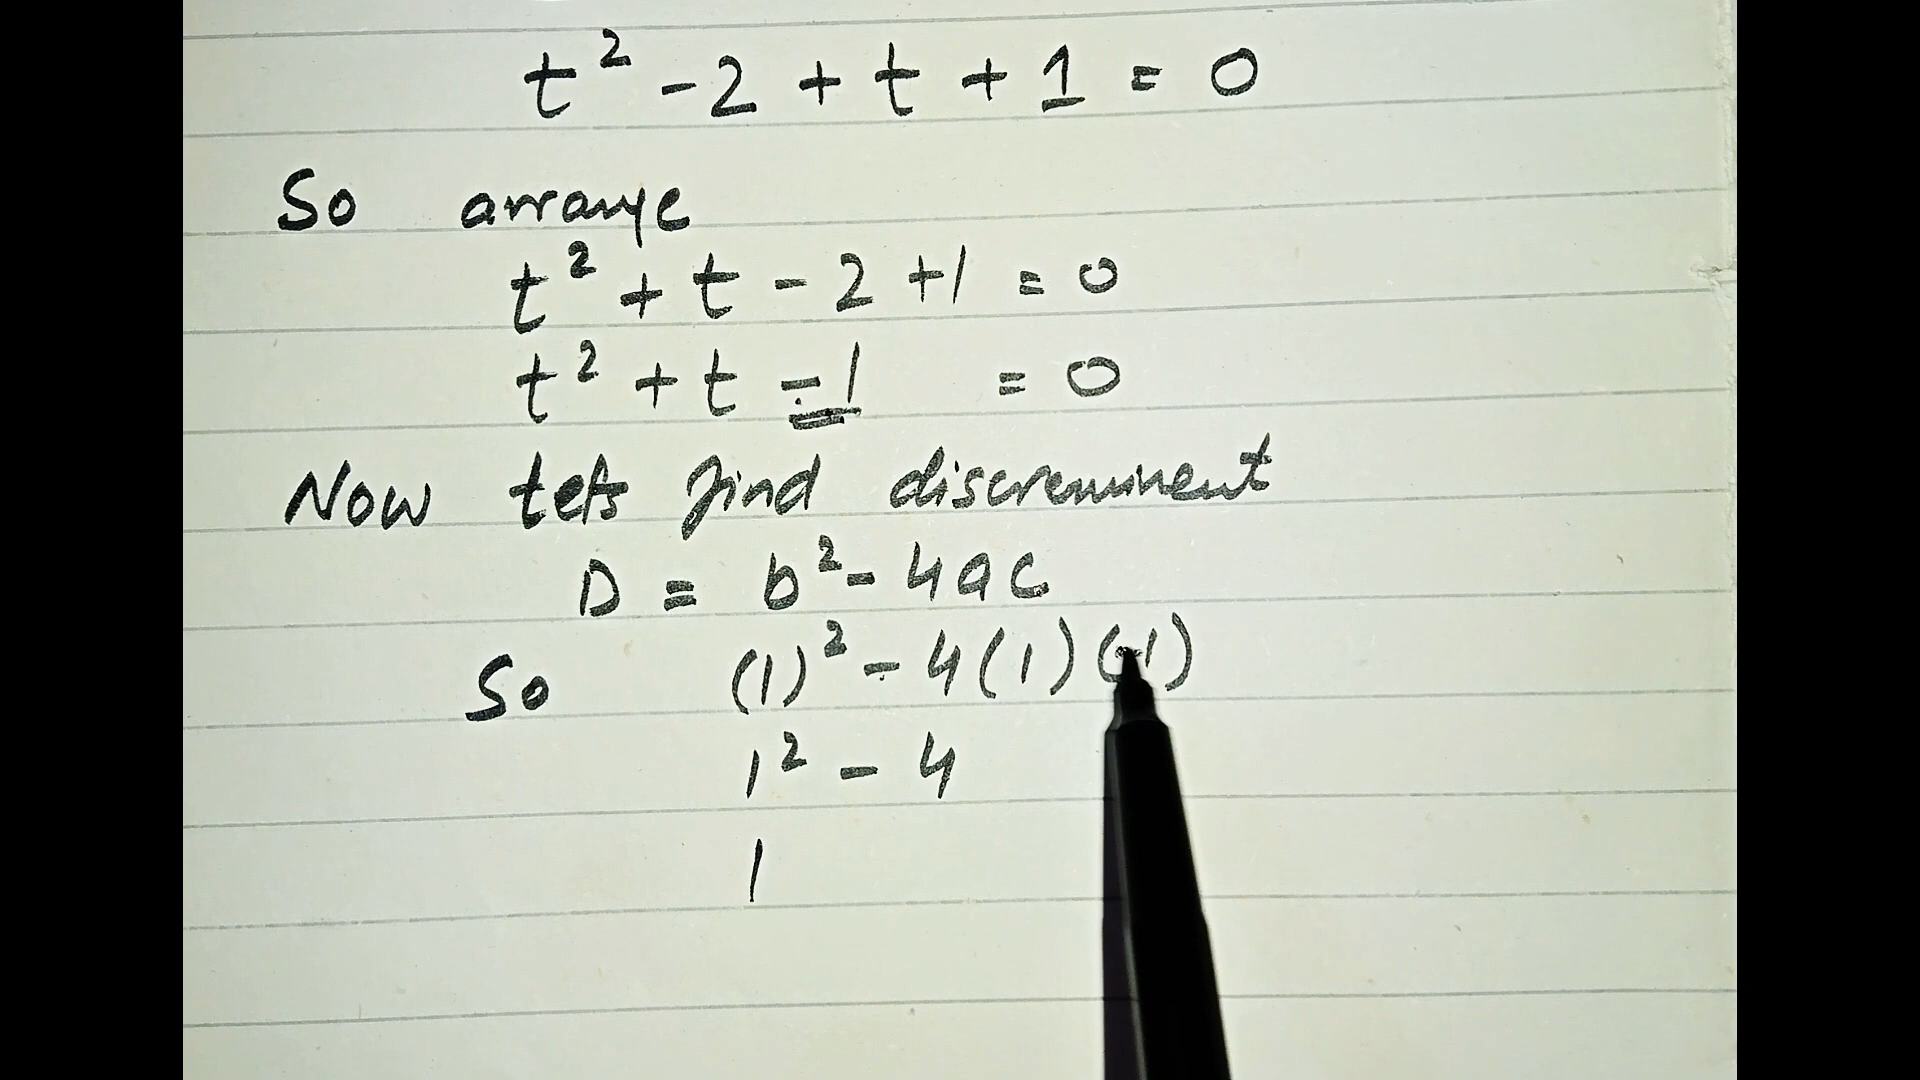 t² - 2 + t + 1 = 0
So arrange
t² + t - 2 + 1 = 0
t² + t - 1 = 0
Now lets find discreminent
D = b² - 4ac
So (1)² - 4(1)(-1)
1² - 4
1